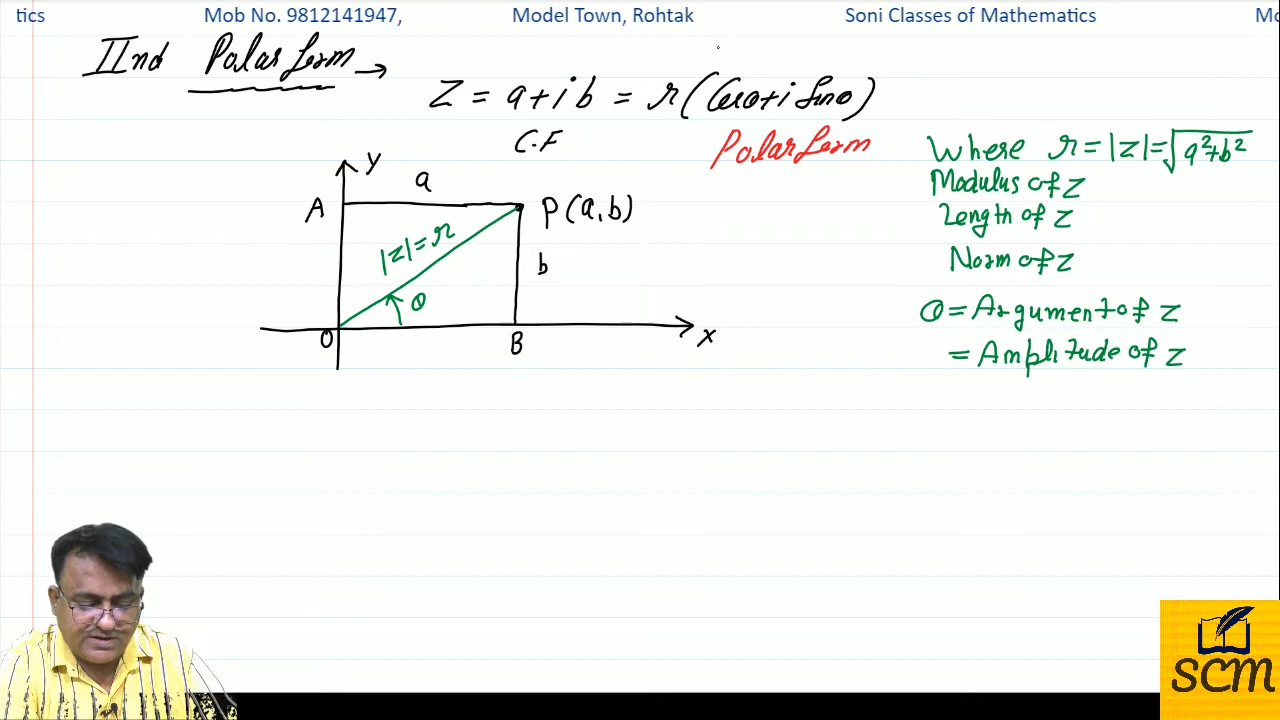 tics Mob No. 9812141947, Model Town, Rohtak Soni Classes of Mathematics Mo
IInd Polar form →
Z = a+ib = r(Cosθ+i Sinθ)
C.F Polar form
Where r = |z| = √a²+b²
Modulus of z
Length of z
Norm of z
θ = Argument of z
= Amplitude of z
Y
a
A P(a,b)
|z|=r
b
θ
O B X
SCM